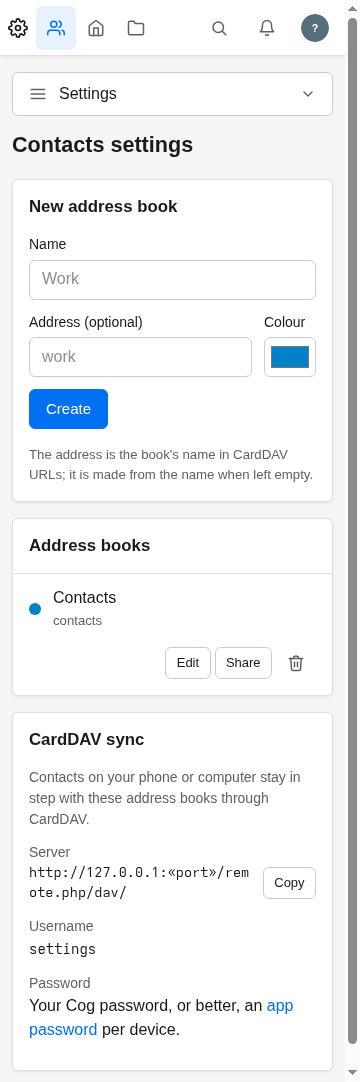 ?
Settings
Contacts settings
New address book
Name
Work
Address (optional)
Colour
work
Create
The address is the book's name in CardDAV
URLs; it is made from the name when left empty.
Address books
Contacts
contacts
Edit
Share
CardDAV sync
Contacts on your phone or computer stay in
step with these address books through
CardDAV.
Server
http://127.0.0.1:«port»/rem
ote.php/dav/
Copy
Username
settings
Password
Your Cog password, or better, an app
password per device.